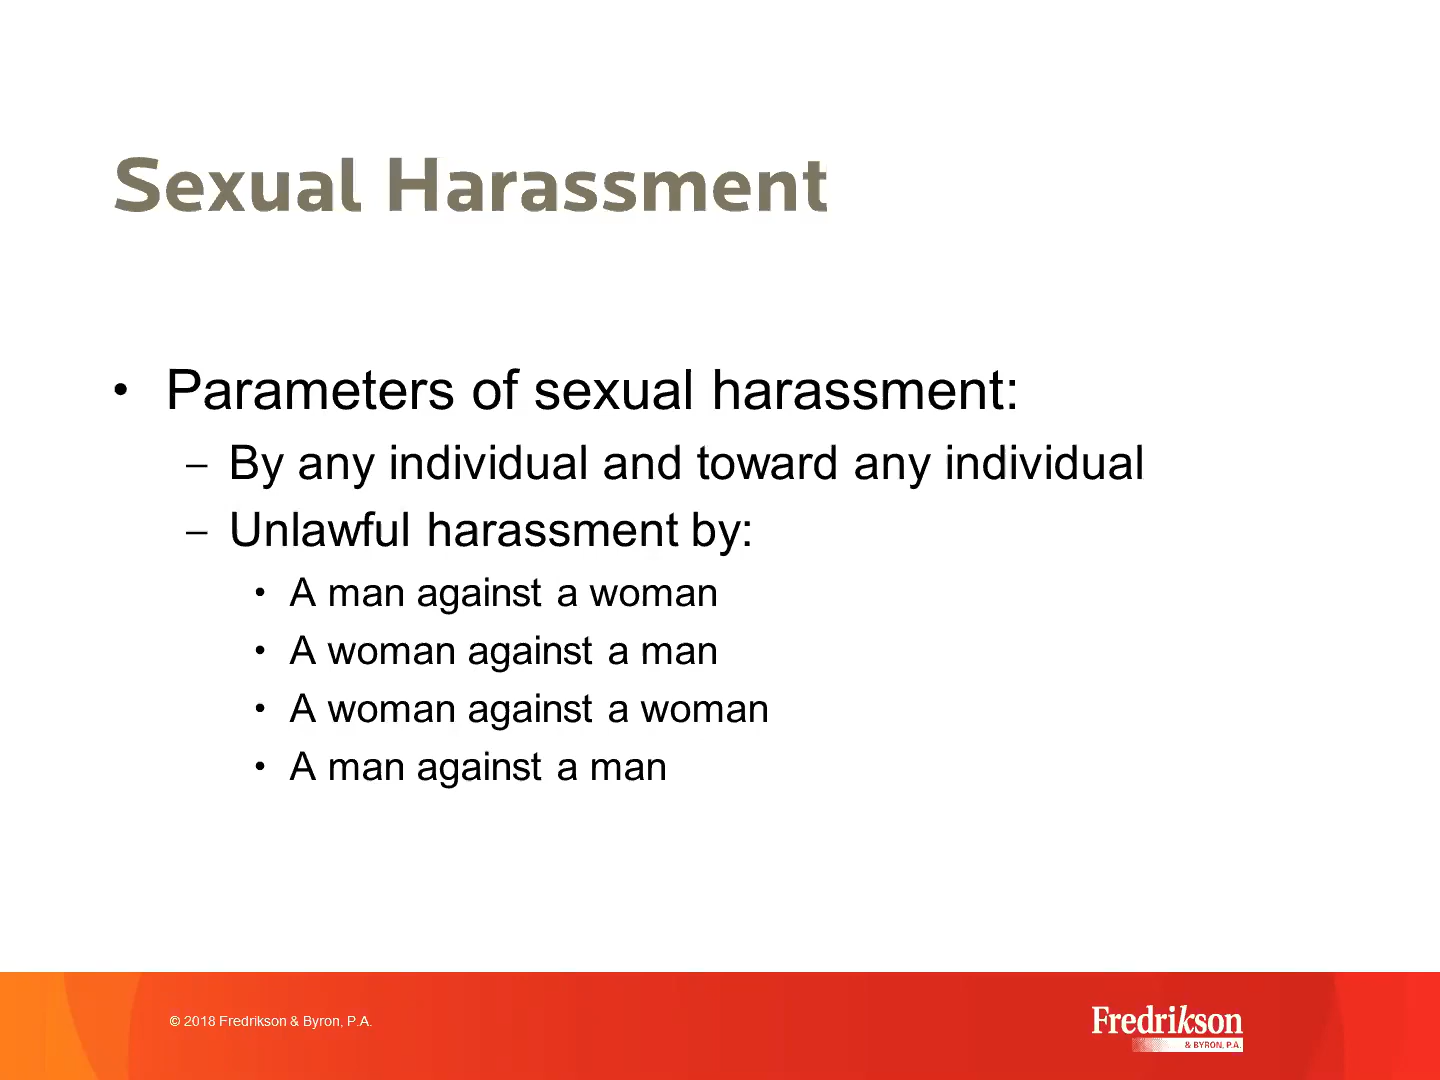 Sexual Harassment
• Parameters of sexual harassment:
– By any individual and toward any individual
– Unlawful harassment by:
• A man against a woman
• A woman against a man
• A woman against a woman
• A man against a man
© 2018 Fredrikson & Byron, P.A.
Fredrikson
& BYRON, P.A.